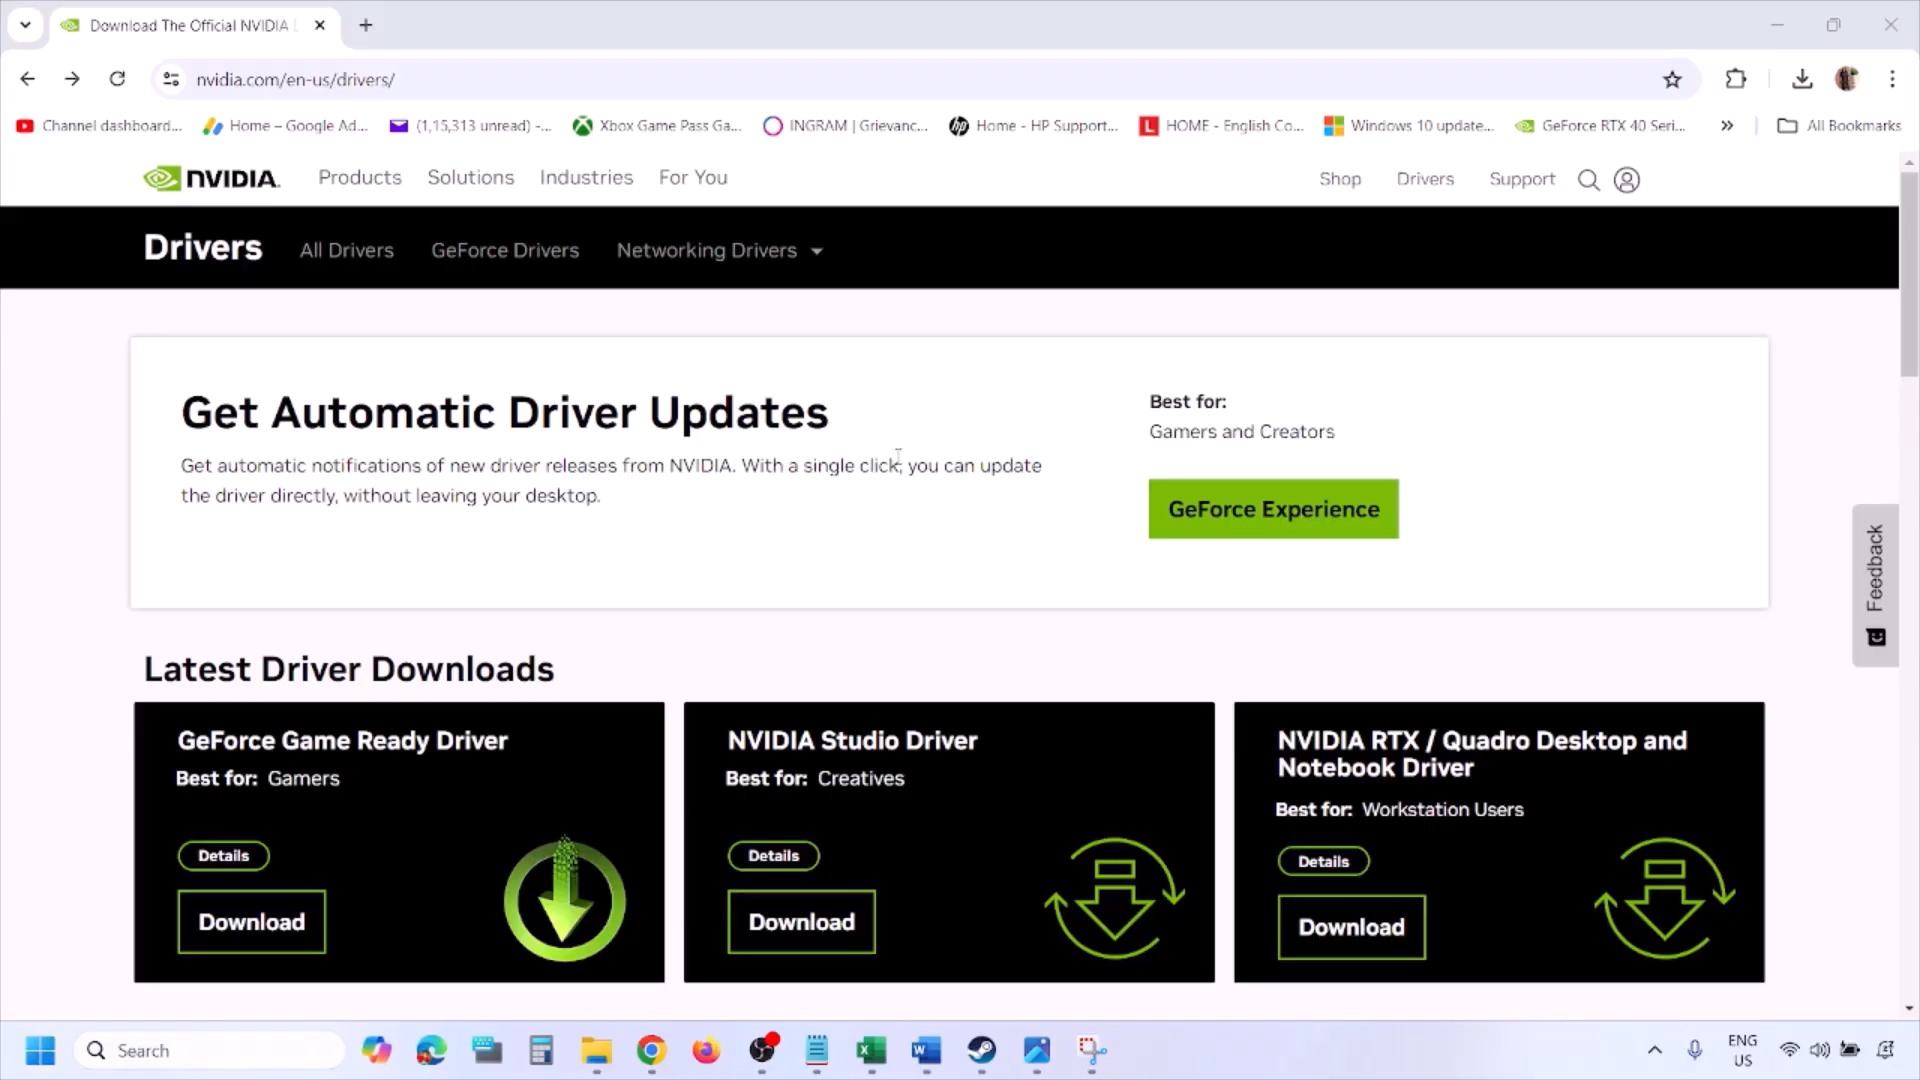 Download The Official NVIDIA
nvidia.com/en-us/drivers/
Channel dashboard...
Home – Google Ad...
(1,15,313 unread) -...
Xbox Game Pass Ga...
INGRAM | Grievanc...
Home - HP Support...
HOME - English Co...
Windows 10 update...
GeForce RTX 40 Seri...
All Bookmarks
NVIDIA.
Products
Solutions
Industries
For You
Shop
Drivers
Support
Drivers
All Drivers
GeForce Drivers
Networking Drivers
Get Automatic Driver Updates
Get automatic notifications of new driver releases from NVIDIA. With a single click, you can update
the driver directly, without leaving your desktop.
Best for:
Gamers and Creators
GeForce Experience
Feedback
Latest Driver Downloads
GeForce Game Ready Driver
Best for: Gamers
Details
Download
NVIDIA Studio Driver
Best for: Creatives
Details
Download
NVIDIA RTX / Quadro Desktop and
Notebook Driver
Best for: Workstation Users
Details
Download
Search
ENG
US